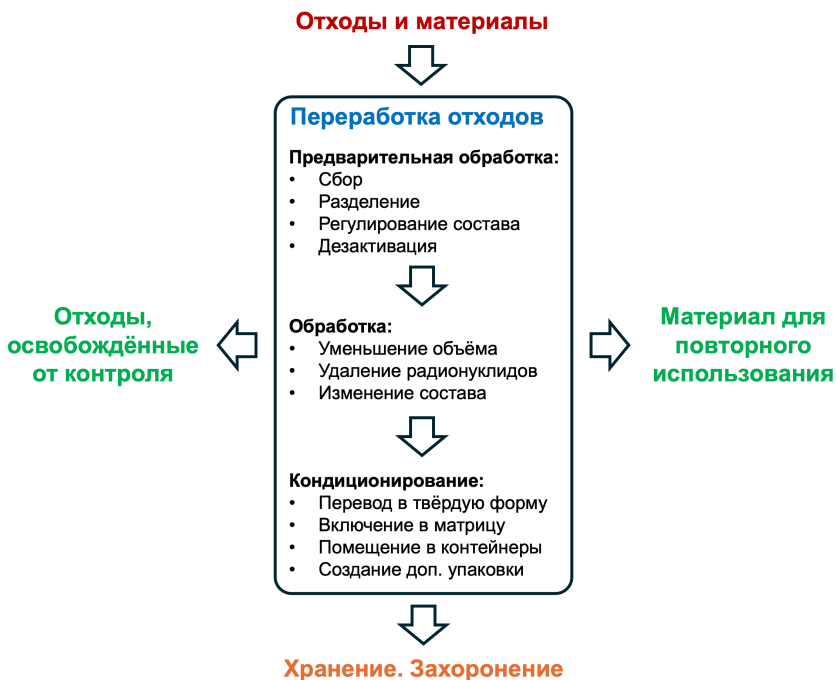 Отходы и материалы
Переработка отходов
Предварительная обработка:
• Сбор
• Разделение
• Регулирование состава
• Дезактивация
Отходы,
освобождённые
от контроля
Обработка:
• Уменьшение объёма
• Удаление радионуклидов
• Изменение состава
Материал для
повторного
использования
Кондиционирование:
• Перевод в твёрдую форму
• Включение в матрицу
• Помещение в контейнеры
• Создание доп. упаковки
Хранение. Захоронение